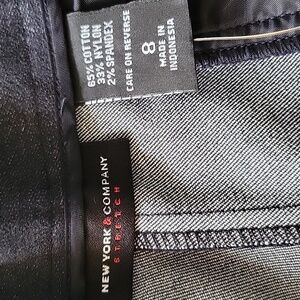 65% COTTON
33% NYLON
2% SPANDEX
CARE ON REVERSE
8
MADE IN
INDONESIA
NEW YORK & COMPANY
STRETCH